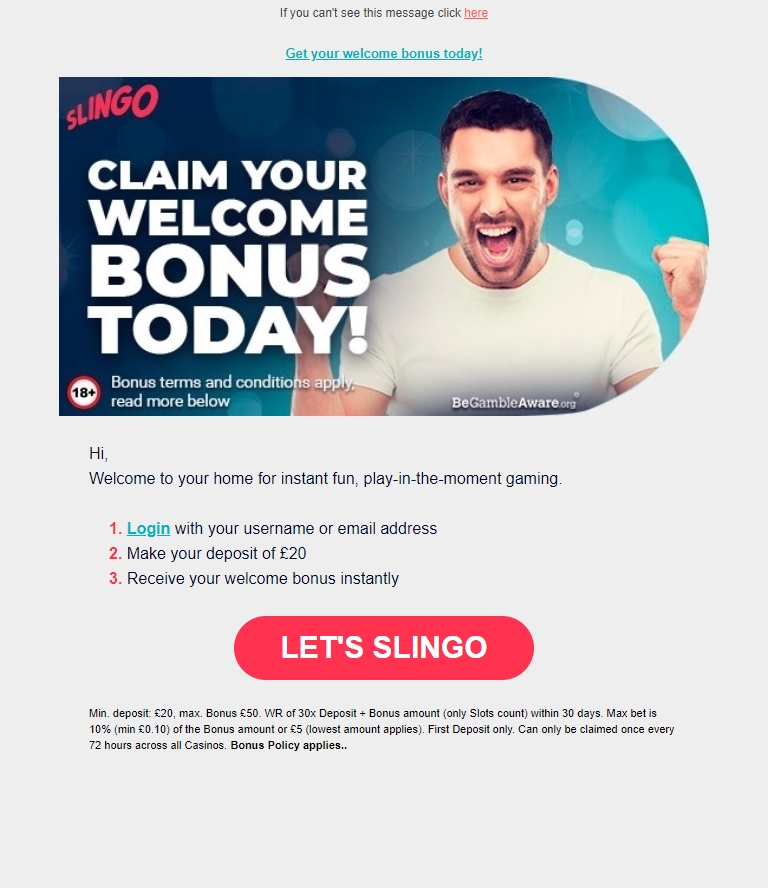 If you can't see this message click here
Get your welcome bonus today!
SLINGO
CLAIM YOUR
WELCOME
BONUS
TODAY!
18+
Bonus terms and conditions apply,
read more below
BeGambleAware.org
Hi,
Welcome to your home for instant fun, play-in-the-moment gaming.
1. Login with your username or email address
2. Make your deposit of £20
3. Receive your welcome bonus instantly
LET'S SLINGO
Min. deposit: £20, max. Bonus £50. WR of 30x Deposit + Bonus amount (only Slots count) within 30 days. Max bet is
10% (min £0.10) of the Bonus amount or £5 (lowest amount applies). First Deposit only. Can only be claimed once every
72 hours across all Casinos. Bonus Policy applies..